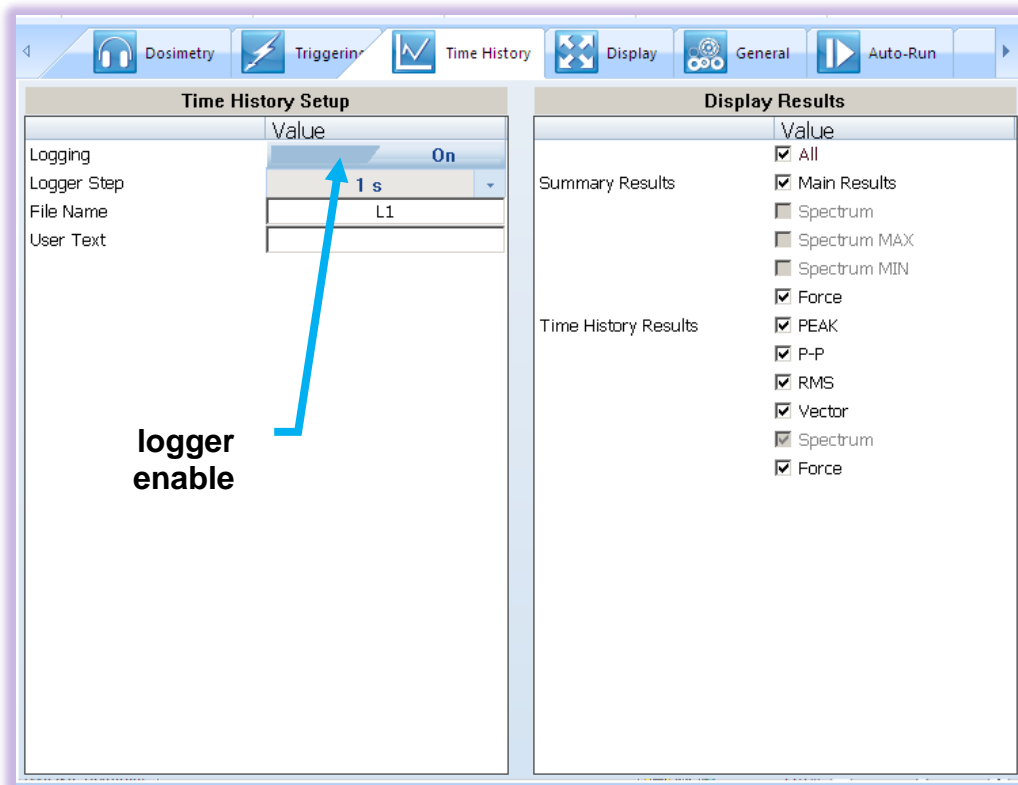 Dosimetry Triggering Time History Display General Auto-Run
Time History Setup
Value
Logging On
Logger Step 1 s
File Name L1
User Text
logger
enable
Display Results
Value
All
Summary Results Main Results
Spectrum
Spectrum MAX
Spectrum MIN
Force
Time History Results PEAK
P-P
RMS
Vector
Spectrum
Force